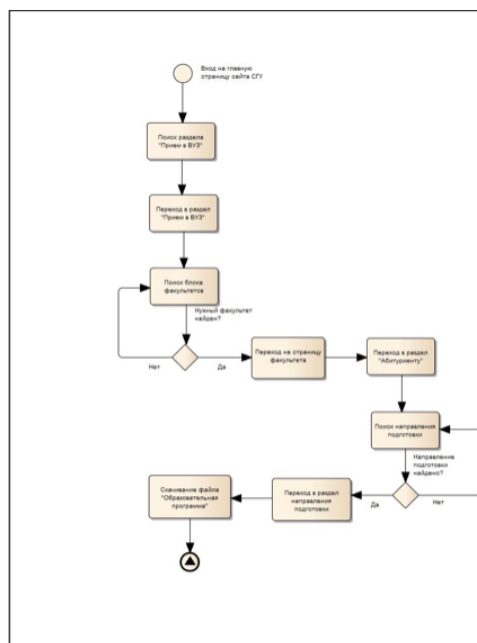 Вход на главную
страницу сайта СГУ
Поиск раздела
"Прием в ВУЗ"
Переход в раздел
"Прием в ВУЗ"
Поиск блока
факультетов
Нужный факультет
найден?
Нет
Да
Переход на страницу
факультета
Переход в раздел
"Абитуриенту"
Поиск направления
подготовки
Направление
подготовки
найдено?
Да
Нет
Переход в раздел
направления
подготовки
Скачивание файла
"Образовательная
программа"